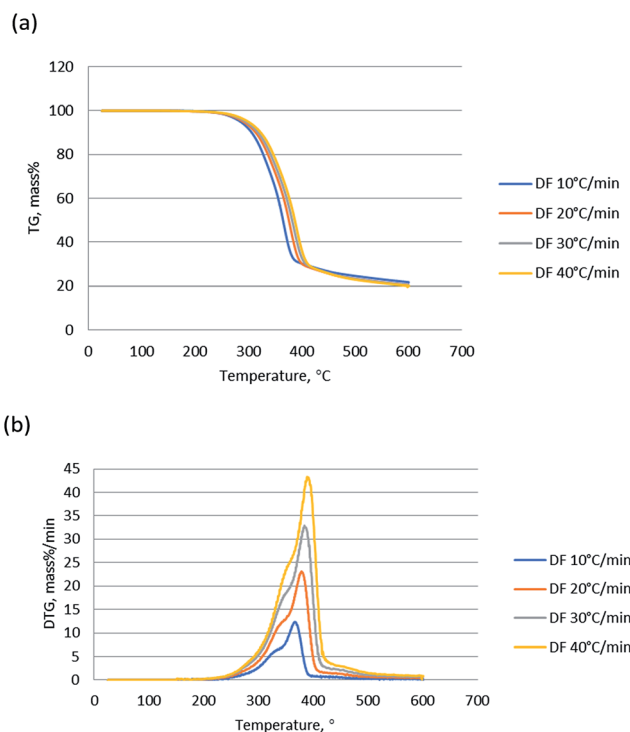 (a)
120
100
80
60
40
20
0
TG, mass%
0 100 200 300 400 500 600 700
Temperature, °C
DF 10°C/min
DF 20°C/min
DF 30°C/min
DF 40°C/min
(b)
45
40
35
30
25
20
15
10
5
0
DTG, mass%/min
0 100 200 300 400 500 600 700
Temperature, °
DF 10°C/min
DF 20°C/min
DF 30°C/min
DF 40°C/min